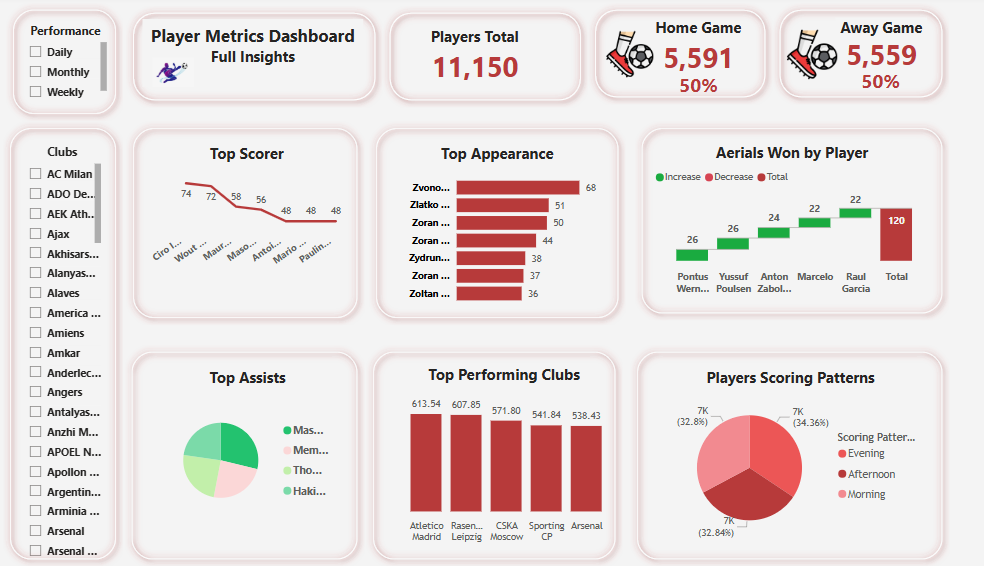 Performance
Daily
Monthly
Weekly
Player Metrics Dashboard
Full Insights
Players Total
11,150
Home Game
5,591
50%
Away Game
5,559
50%
Clubs
AC Milan
ADO De...
AEK Ath...
Ajax
Akhisars...
Alanyas...
Alaves
America ...
Amiens
Amkar
Anderlec...
Angers
Antalyas...
Anzhi M...
APOEL N...
Apollon ...
Argentin...
Arminia ...
Arsenal
Arsenal ...
Top Scorer
74
72
58
56
48
48
48
Ciro I...
Wout ...
Maur...
Maso...
Antol...
Mario ...
Paulin...
Top Appearance
Zvono... 68
Zlatko ... 51
Zoran ... 50
Zoran ... 44
Zydrun... 38
Zoran ... 37
Zoltan ... 36
Aerials Won by Player
Increase Decrease Total
26
26
24
22
22
120
Pontus Wern...
Yussuf Poulsen
Anton Zabol...
Marcelo
Raul Garcia
Total
Top Assists
Mas...
Mem...
Tho...
Haki...
Top Performing Clubs
613.54 607.85 571.80 541.84 538.43
Atletico Madrid
Rasen... Leipzig
CSKA Moscow
Sporting CP
Arsenal
Players Scoring Patterns
7K
(32.8%)
7K
(34.36%)
7K
(32.84%)
Scoring Patter...
Evening
Afternoon
Morning